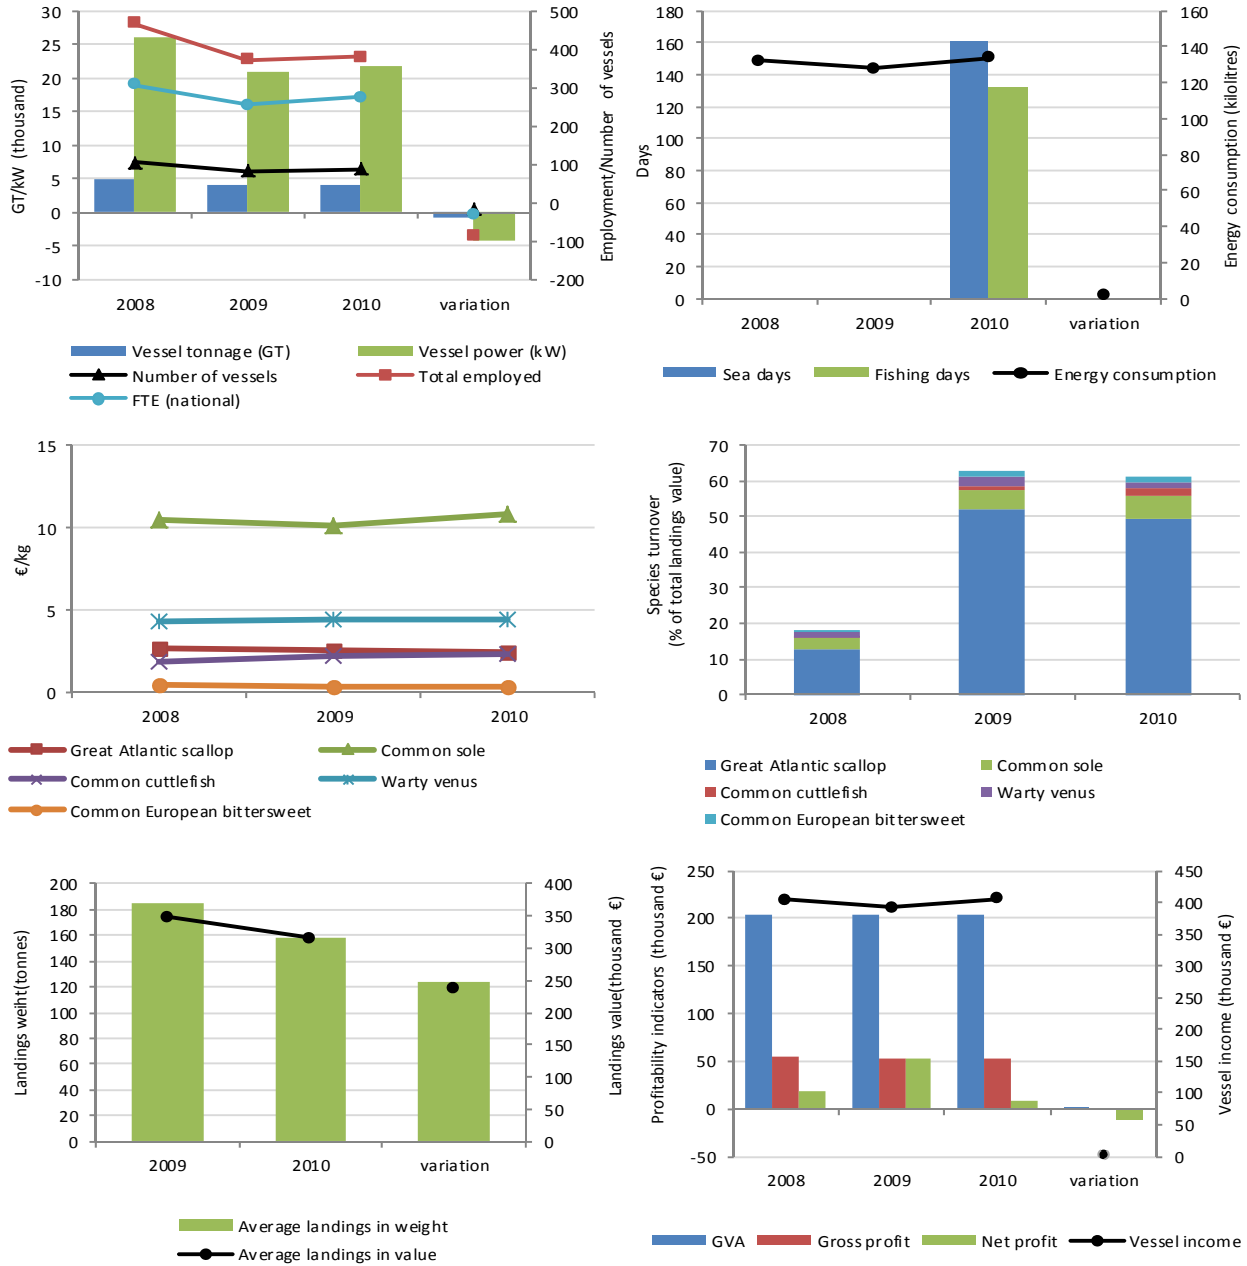 GT/kW (thousand)
30
25
20
15
10
5
0
-5
-10
500
400
300
200
100
0
-100
-200
Employment/Number of vessels
2008 2009 2010 variation
Vessel tonnage (GT) Vessel power (kW)
Number of vessels Total employed
FTE (national)
Days
180
160
140
120
100
80
60
40
20
0
160
140
120
100
80
60
40
20
0
Energy consumption (kilolitres)
2008 2009 2010 variation
Sea days Fishing days Energy consumption
€/kg
15
10
5
0
2008 2009 2010
Great Atlantic scallop Common sole
Common cuttlefish Warty venus
Common European bittersweet
Species turnover
(% of total landings value)
70
60
50
40
30
20
10
0
2008 2009 2010
Great Atlantic scallop Common sole
Common cuttlefish Warty venus
Common European bittersweet
Landings weiht(tonnes)
200
180
160
140
120
100
80
60
40
20
0
400
350
300
250
200
150
100
50
0
Landings value(thousand €)
2009 2010 variation
Average landings in weight
Average landings in value
Profitability indicators (thousand €)
250
200
150
100
50
0
-50
450
400
350
300
250
200
150
100
50
0
Vessel income (thousand €)
2008 2009 2010 variation
GVA Gross profit Net profit Vessel income